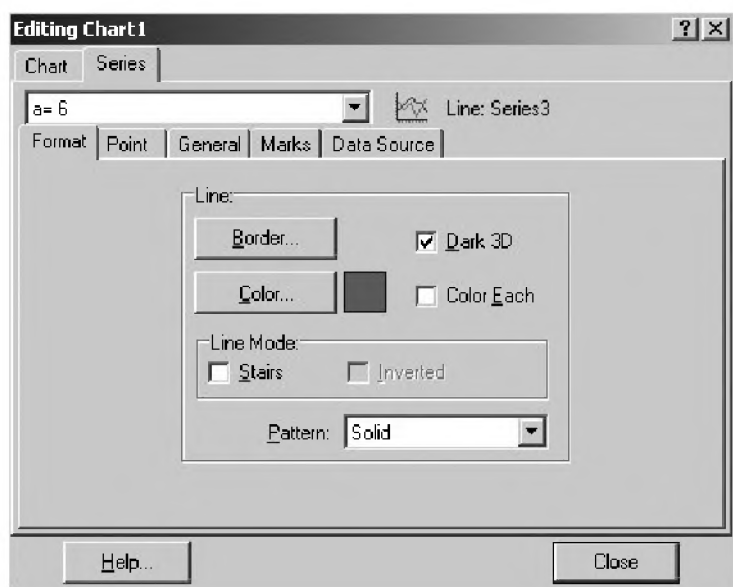 Editing Chart1
Chart Series
a= 6 Line: Series3
Format Point General Marks Data Source
Line:
Border... Dark 3D
Color... Color Each
Line Mode:
Stairs Inverted
Pattern: Solid
Help... Close